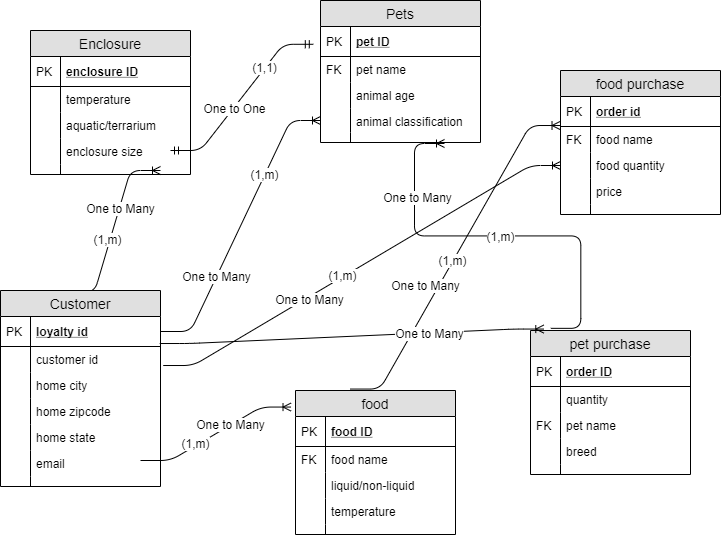 Pets
PK pet ID
FK pet name
animal age
animal classification
Enclosure
PK enclosure ID
temperature
aquatic/terrarium
enclosure size
(1,1)
One to One
food purchase
PK order id
FK food name
food quantity
price
(1,m)
One to Many
One to Many
(1,m)
(1,m)
One to Many
(1,m)
One to Many
(1,m)
One to Many
One to Many
Customer
PK loyalty id
customer id
home city
home zipcode
home state
email
One to Many
pet purchase
PK order ID
quantity
FK pet name
breed
One to Many
(1,m)
food
PK food ID
FK food name
liquid/non-liquid
temperature